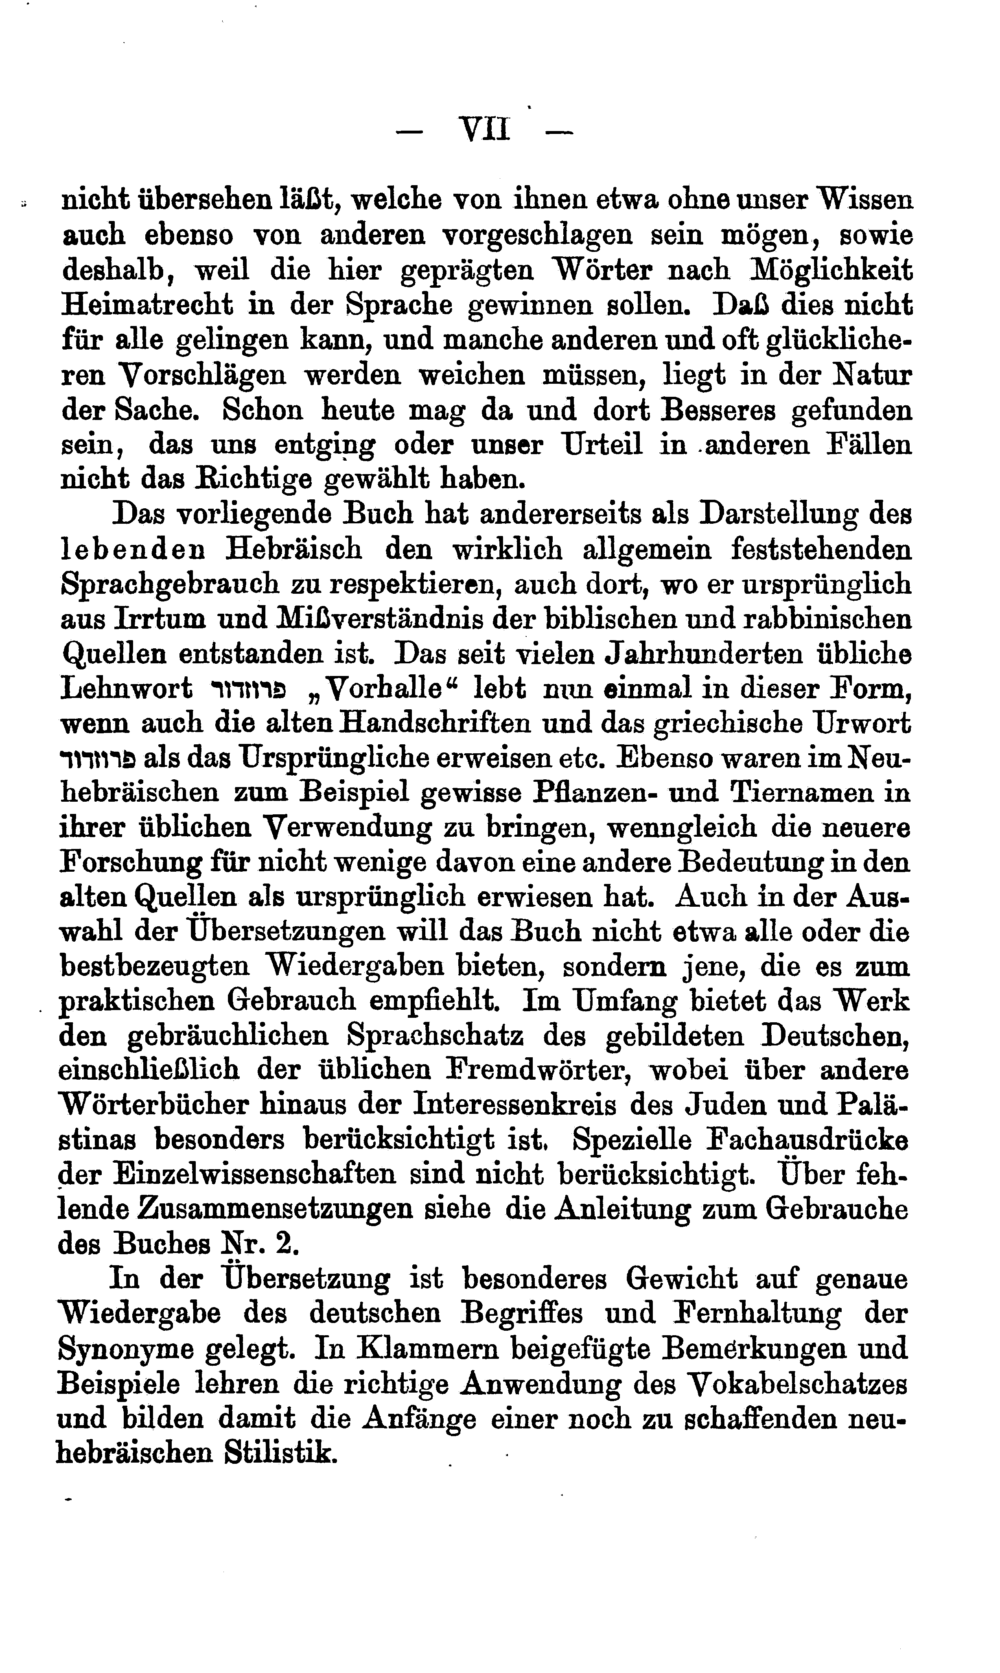 — VII —
nicht übersehen läßt, welche von ihnen etwa ohne unser Wissen
auch ebenso von anderen vorgeschlagen sein mögen, sowie
deshalb, weil die hier geprägten Wörter nach Möglichkeit
Heimatrecht in der Sprache gewinnen sollen. Daß dies nicht
für alle gelingen kann, und manche anderen und oft glückliche-
ren Vorschlägen werden weichen müssen, liegt in der Natur
der Sache. Schon heute mag da und dort Besseres gefunden
sein, das uns entging oder unser Urteil in anderen Fällen
nicht das Richtige gewählt haben.
Das vorliegende Buch hat andererseits als Darstellung des
lebenden Hebräisch den wirklich allgemein feststehenden
Sprachgebrauch zu respektieren, auch dort, wo er ursprünglich
aus Irrtum und Mißverständnis der biblischen und rabbinischen
Quellen entstanden ist. Das seit vielen Jahrhunderten übliche
Lehnwort פרוזדור „Vorhalle“ lebt nun einmal in dieser Form,
wenn auch die alten Handschriften und das griechische Urwort
als das Ursprüngliche erweisen etc. Ebenso waren im Neu-
hebräischen zum Beispiel gewisse Pflanzen- und Tiernamen in
ihrer üblichen Verwendung zu bringen, wenngleich die neuere
Forschung für nicht wenige davon eine andere Bedeutung in den
alten Quellen als ursprünglich erwiesen hat. Auch in der Aus-
wahl der Übersetzungen will das Buch nicht etwa alle oder die
bestbezeugten Wiedergaben bieten, sondern jene, die es zum
praktischen Gebrauch empfiehlt. Im Umfang bietet das Werk
den gebräuchlichen Sprachschatz des gebildeten Deutschen,
einschließlich der üblichen Fremdwörter, wobei über andere
Wörterbücher hinaus der Interessenkreis des Juden und Palä-
stinas besonders berücksichtigt ist. Spezielle Fachausdrücke
der Einzelwissenschaften sind nicht berücksichtigt. Über feh-
lende Zusammensetzungen siehe die Anleitung zum Gebrauche
des Buches Nr. 2.
In der Übersetzung ist besonderes Gewicht auf genaue
Wiedergabe des deutschen Begriffes und Fernhaltung der
Synonyme gelegt. In Klammern beigefügte Bemerkungen und
Beispiele lehren die richtige Anwendung des Vokabelschatzes
und bilden damit die Anfänge einer noch zu schaffenden neu-
hebräischen Stilistik.